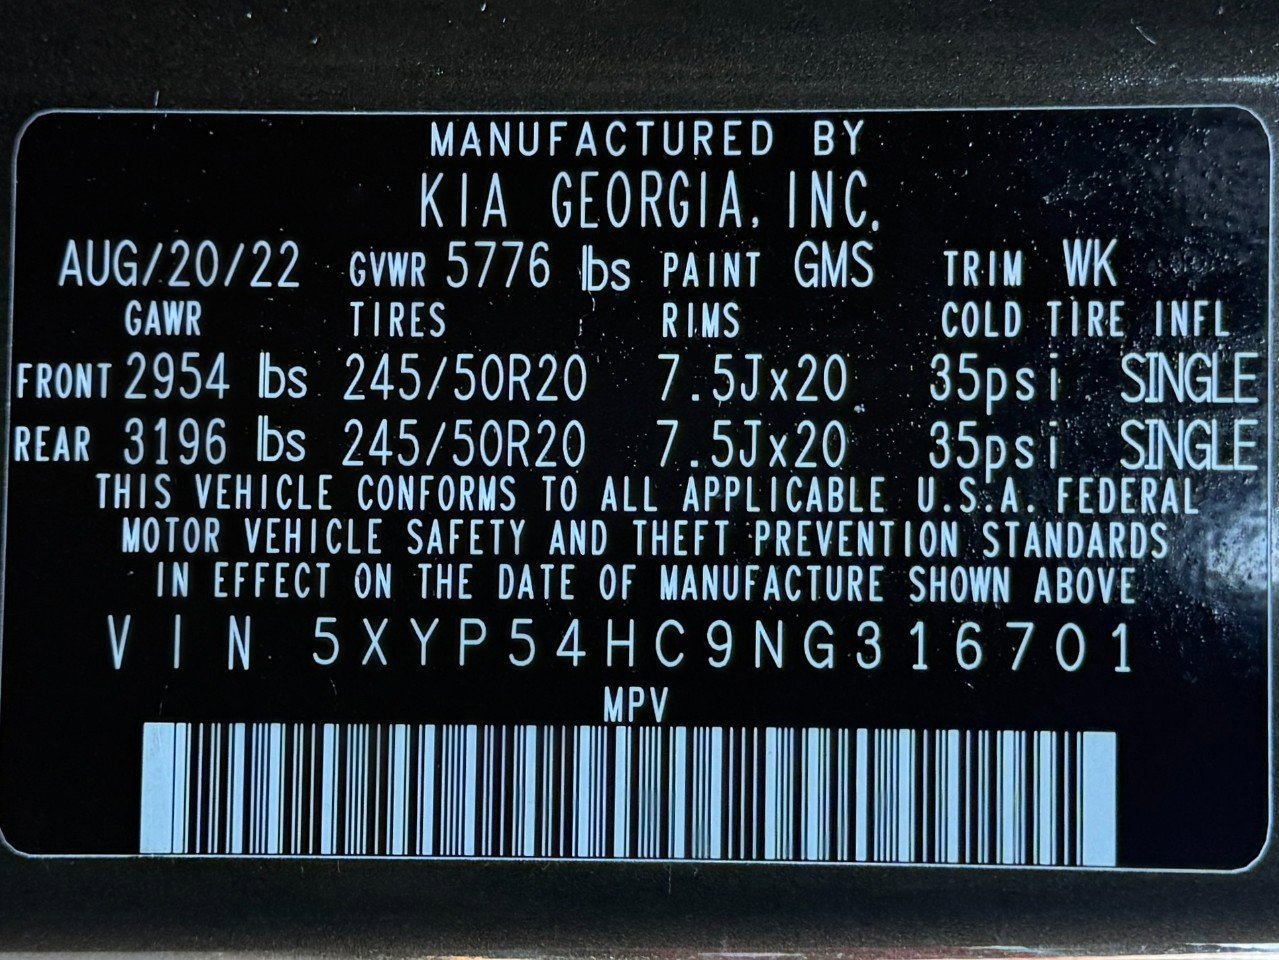 MANUFACTURED BY
KIA GEORGIA, INC.
AUG/20/22 GVWR 5776 lbs PAINT GMS TRIM WK
GAWR TIRES RIMS COLD TIRE INFL
FRONT 2954 lbs 245/50R20 7.5Jx20 35psi SINGLE
REAR 3196 lbs 245/50R20 7.5Jx20 35psi SINGLE
THIS VEHICLE CONFORMS TO ALL APPLICABLE U.S.A. FEDERAL
MOTOR VEHICLE SAFETY AND THEFT PREVENTION STANDARDS
IN EFFECT ON THE DATE OF MANUFACTURE SHOWN ABOVE
VIN 5XYP54HC9NG316701
MPV